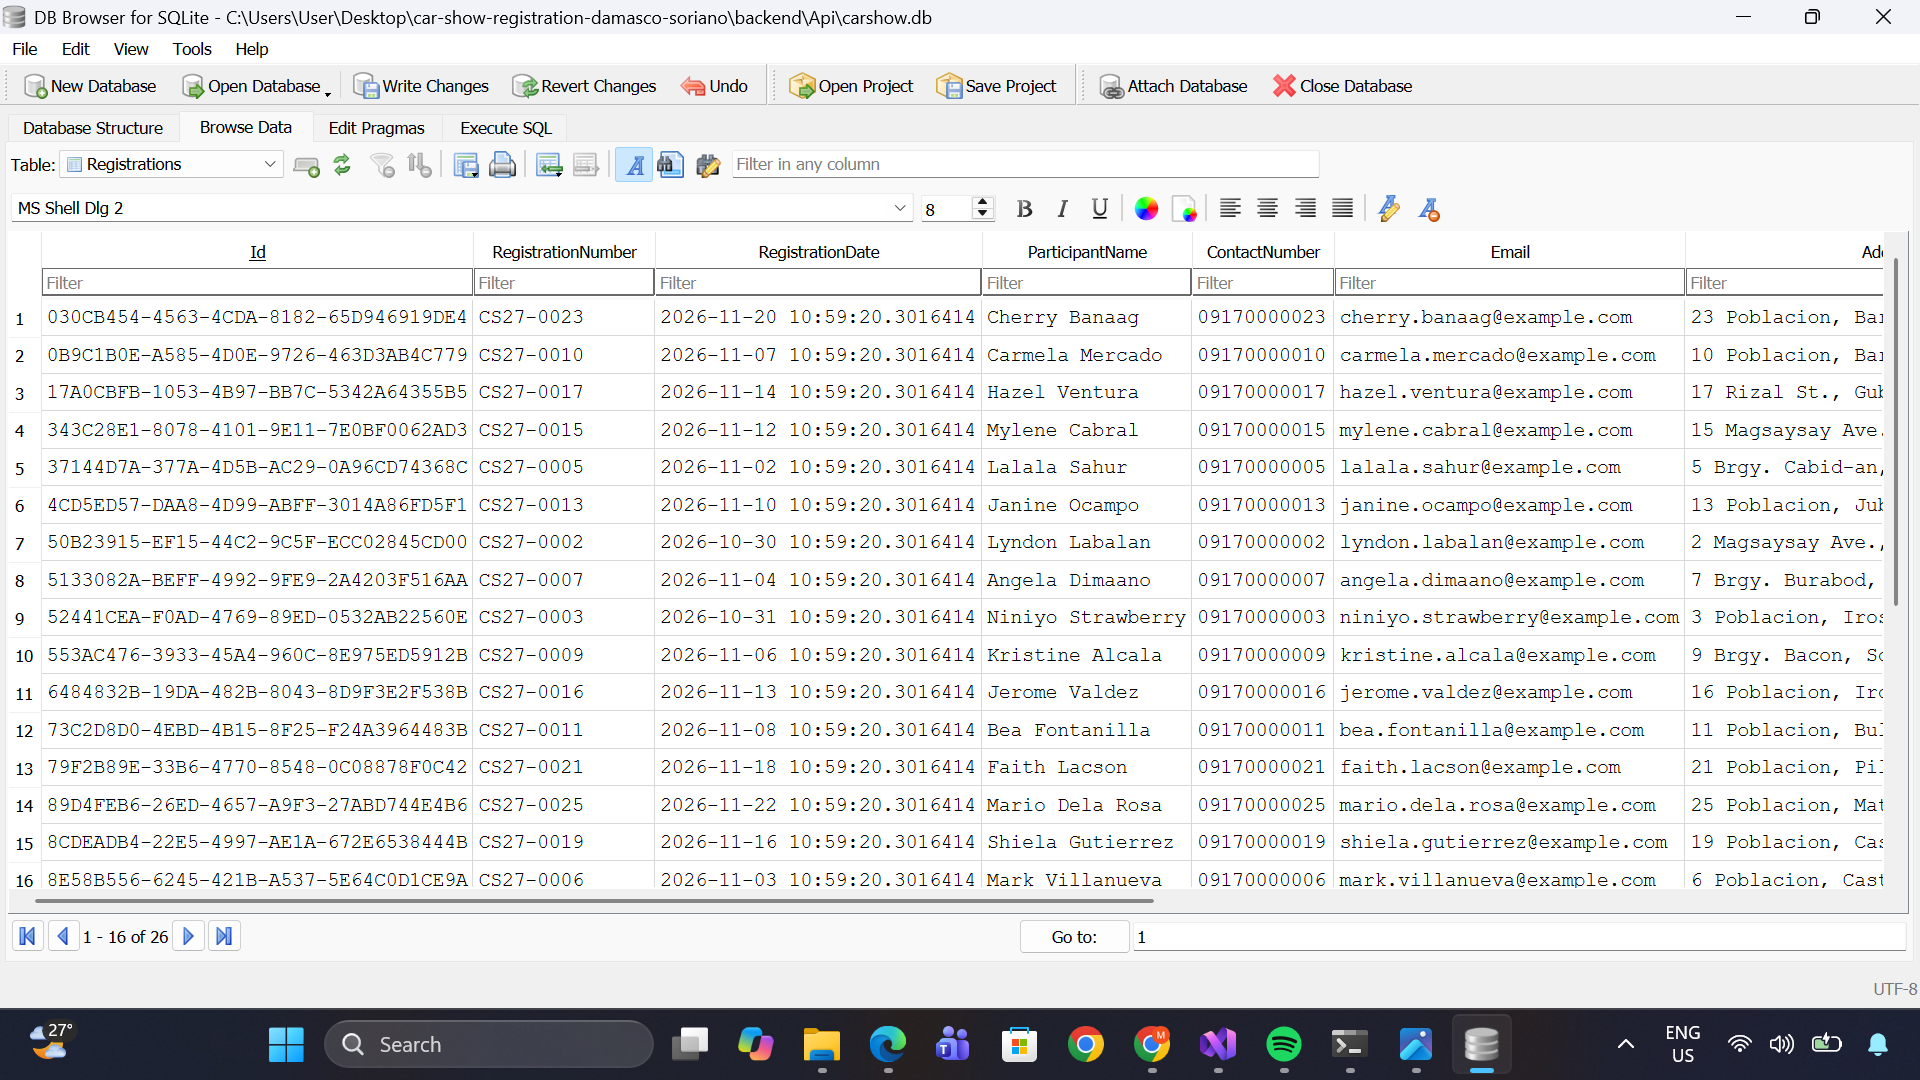 DB Browser for SQLite - C:\Users\User\Desktop\car-show-registration-damasco-soriano\backend\Api\carshow.db
File Edit View Tools Help
New Database Open Database Write Changes Revert Changes Undo Open Project Save Project Attach Database Close Database
Database Structure Browse Data Edit Pragmas Execute SQL
Table: Registrations Filter in any column
MS Shell Dlg 2 8 B I U
Id RegistrationNumber RegistrationDate ParticipantName ContactNumber Email Add
Filter Filter Filter Filter Filter Filter Filter
1 030CB454-4563-4CDA-8182-65D946919DE4 CS27-0023 2026-11-20 10:59:20.3016414 Cherry Banaag 09170000023 cherry.banaag@example.com 23 Poblacion, Bar
2 0B9C1B0E-A585-4D0E-9726-463D3AB4C779 CS27-0010 2026-11-07 10:59:20.3016414 Carmela Mercado 09170000010 carmela.mercado@example.com 10 Poblacion, Bar
3 17A0CBFB-1053-4B97-BB7C-5342A64355B5 CS27-0017 2026-11-14 10:59:20.3016414 Hazel Ventura 09170000017 hazel.ventura@example.com 17 Rizal St., Gub
4 343C28E1-8078-4101-9E11-7E0BF0062AD3 CS27-0015 2026-11-12 10:59:20.3016414 Mylene Cabral 09170000015 mylene.cabral@example.com 15 Magsaysay Ave.
5 37144D7A-377A-4D5B-AC29-0A96CD74368C CS27-0005 2026-11-02 10:59:20.3016414 Lalala Sahur 09170000005 lalala.sahur@example.com 5 Brgy. Cabid-an,
6 4CD5ED57-DAA8-4D99-ABFF-3014A86FD5F1 CS27-0013 2026-11-10 10:59:20.3016414 Janine Ocampo 09170000013 janine.ocampo@example.com 13 Poblacion, Jub
7 50B23915-EF15-44C2-9C5F-ECC02845CD00 CS27-0002 2026-10-30 10:59:20.3016414 Lyndon Labalan 09170000002 lyndon.labalan@example.com 2 Magsaysay Ave.,
8 5133082A-BEFF-4992-9FE9-2A4203F516AA CS27-0007 2026-11-04 10:59:20.3016414 Angela Dimaano 09170000007 angela.dimaano@example.com 7 Brgy. Burabod,
9 52441CEA-F0AD-4769-89ED-0532AB22560E CS27-0003 2026-10-31 10:59:20.3016414 Niniyo Strawberry 09170000003 niniyo.strawberry@example.com 3 Poblacion, Iros
10 553AC476-3933-45A4-960C-8E975ED5912B CS27-0009 2026-11-06 10:59:20.3016414 Kristine Alcala 09170000009 kristine.alcala@example.com 9 Brgy. Bacon, So
11 6484832B-19DA-482B-8043-8D9F3E2F538B CS27-0016 2026-11-13 10:59:20.3016414 Jerome Valdez 09170000016 jerome.valdez@example.com 16 Poblacion, Iro
12 73C2D8D0-4EBD-4B15-8F25-F24A3964483B CS27-0011 2026-11-08 10:59:20.3016414 Bea Fontanilla 09170000011 bea.fontanilla@example.com 11 Poblacion, Bul
13 79F2B89E-33B6-4770-8548-0C08878F0C42 CS27-0021 2026-11-18 10:59:20.3016414 Faith Lacson 09170000021 faith.lacson@example.com 21 Poblacion, Pil
14 89D4FEB6-26ED-4657-A9F3-27ABD744E4B6 CS27-0025 2026-11-22 10:59:20.3016414 Mario Dela Rosa 09170000025 mario.dela.rosa@example.com 25 Poblacion, Mat
15 8CDEADB4-22E5-4997-AE1A-672E6538444B CS27-0019 2026-11-16 10:59:20.3016414 Shiela Gutierrez 09170000019 shiela.gutierrez@example.com 19 Poblacion, Cas
16 8E58B556-6245-421B-A537-5E64C0D1CE9A CS27-0006 2026-11-03 10:59:20.3016414 Mark Villanueva 09170000006 mark.villanueva@example.com 6 Poblacion, Cast
1 - 16 of 26 Go to: 1
UTF-8
27° Search ENG
US